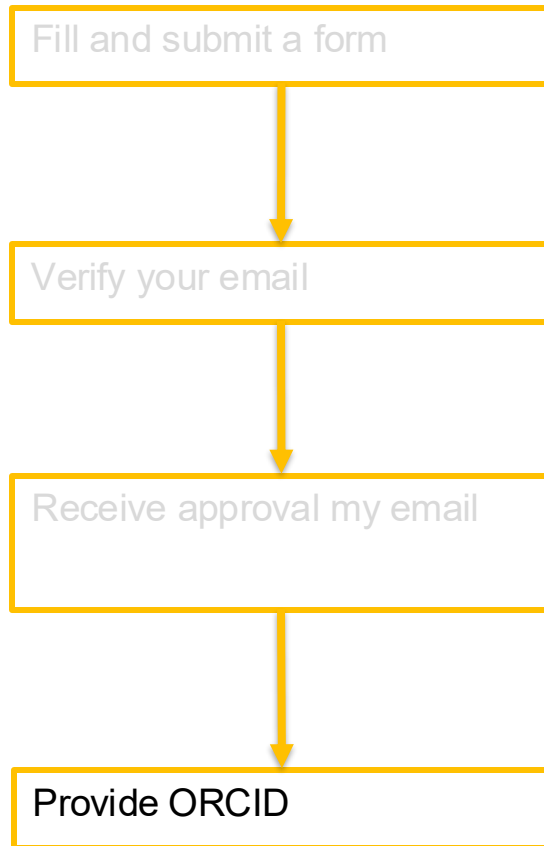 Fill and submit a form
Verify your email
Receive approval my email
Provide ORCID